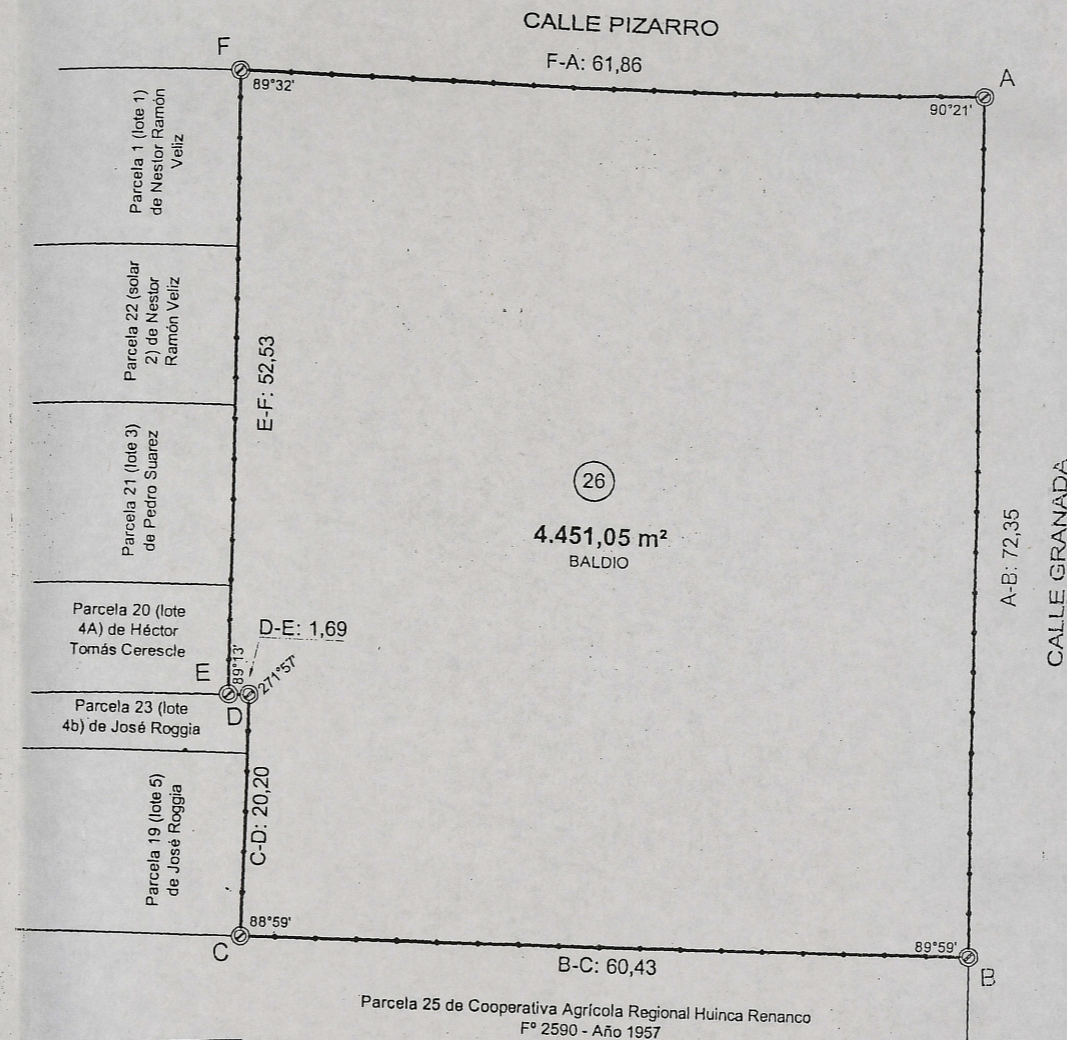 CALLE PIZARRO
F-A: 61,86
F
A
89°32'
90°21'
Parcela 1 (lote 1)
de Nestor Ramón
Veliz
Parcela 22 (solar
2) de Nestor
Ramón Veliz
E-F: 52,53
Parcela 21 (lote 3)
de Pedro Suarez
26
4.451,05 m²
BALDIO
A-B: 72,35
CALLE GRANADA
Parcela 20 (lote
4A) de Héctor
Tomás Ceresole
D-E: 1,69
89°13'
271°57'
E
D
Parcela 23 (lote
4b) de José Roggia
Parcela 19 (lote 5)
de José Roggia
C-D: 20,20
88°59'
89°59'
C
B-C: 60,43
B
Parcela 25 de Cooperativa Agrícola Regional Huinca Renanco
Fº 2590 - Año 1957